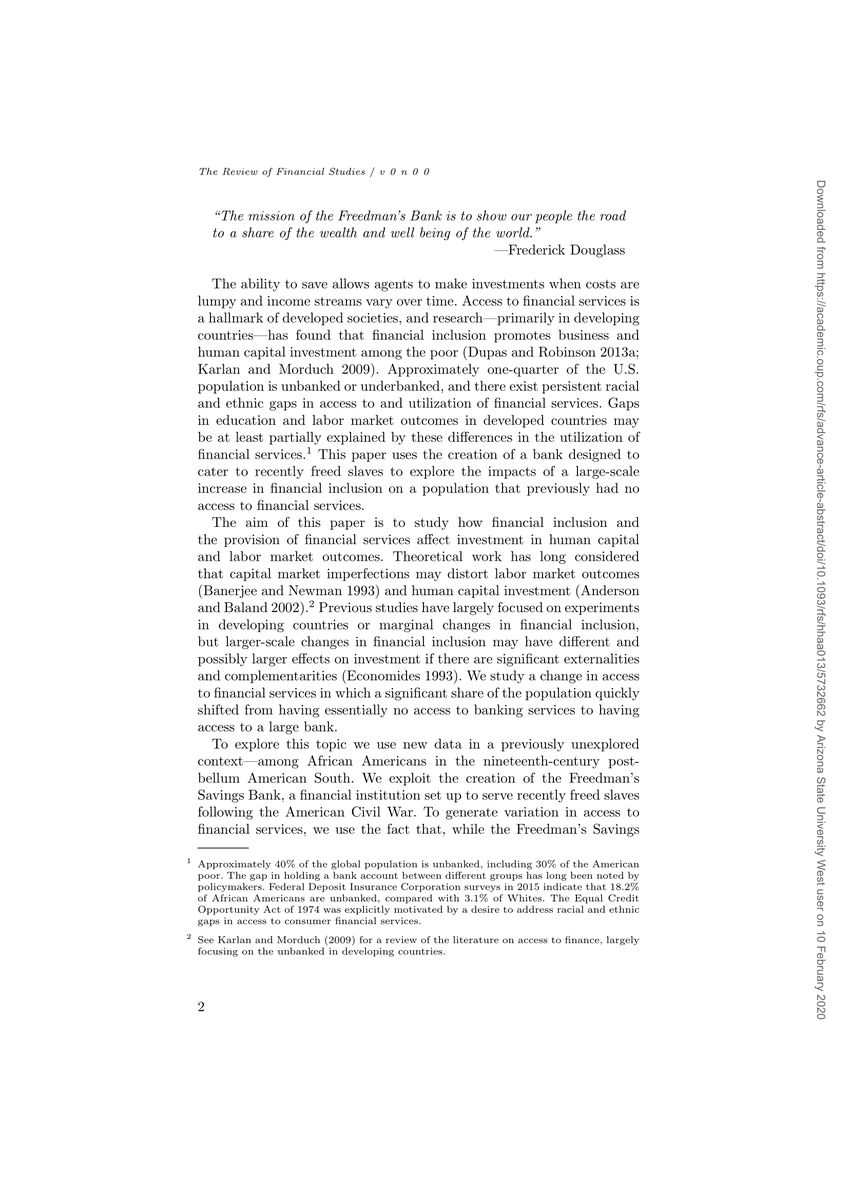 The Review of Financial Studies / v 0 n 0 0
“The mission of the Freedman’s Bank is to show our people the road
to a share of the wealth and well being of the world.”
—Frederick Douglass
The ability to save allows agents to make investments when costs are
lumpy and income streams vary over time. Access to financial services is
a hallmark of developed societies, and research—primarily in developing
countries—has found that financial inclusion promotes business and
human capital investment among the poor (Dupas and Robinson 2013a;
Karlan and Morduch 2009). Approximately one-quarter of the U.S.
population is unbanked or underbanked, and there exist persistent racial
and ethnic gaps in access to and utilization of financial services. Gaps
in education and labor market outcomes in developed countries may
be at least partially explained by these differences in the utilization of
financial services.1 This paper uses the creation of a bank designed to
cater to recently freed slaves to explore the impacts of a large-scale
increase in financial inclusion on a population that previously had no
access to financial services.
The aim of this paper is to study how financial inclusion and
the provision of financial services affect investment in human capital
and labor market outcomes. Theoretical work has long considered
that capital market imperfections may distort labor market outcomes
(Banerjee and Newman 1993) and human capital investment (Anderson
and Baland 2002).2 Previous studies have largely focused on experiments
in developing countries or marginal changes in financial inclusion,
but larger-scale changes in financial inclusion may have different and
possibly larger effects on investment if there are significant externalities
and complementarities (Economides 1993). We study a change in access
to financial services in which a significant share of the population quickly
shifted from having essentially no access to banking services to having
access to a large bank.
To explore this topic we use new data in a previously unexplored
context—among African Americans in the nineteenth-century post-
bellum American South. We exploit the creation of the Freedman’s
Savings Bank, a financial institution set up to serve recently freed slaves
following the American Civil War. To generate variation in access to
financial services, we use the fact that, while the Freedman’s Savings
1 Approximately 40% of the global population is unbanked, including 30% of the American
poor. The gap in holding a bank account between different groups has long been noted by
policymakers. Federal Deposit Insurance Corporation surveys in 2015 indicate that 18.2%
of African Americans are unbanked, compared with 3.1% of Whites. The Equal Credit
Opportunity Act of 1974 was explicitly motivated by a desire to address racial and ethnic
gaps in access to consumer financial services.
2 See Karlan and Morduch (2009) for a review of the literature on access to finance, largely
focusing on the unbanked in developing countries.
2
Downloaded from https://academic.oup.com/rfs/advance-article-abstract/doi/10.1093/rfs/hhaa013/5732662 by Arizona State University West user on 10 February 2020